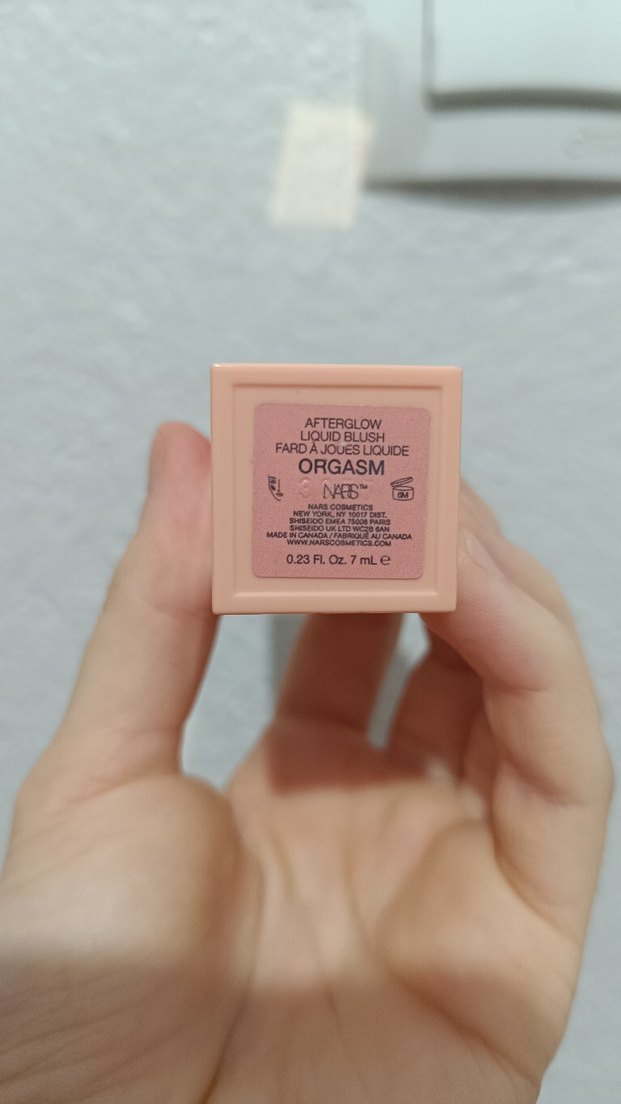 AFTERGLOW
LIQUID BLUSH
FARD À JOUES LIQUIDE
ORGASM
NARS™
6M
NARS COSMETICS
NEW YORK, NY 10017 DIST.
SHISEIDO EMEA 75008 PARIS
SHISEIDO UK LTD WC2B 6AN
MADE IN CANADA / FABRIQUÉ AU CANADA
WWW.NARSCOSMETICS.COM
0.23 Fl. Oz. 7 mL ℮